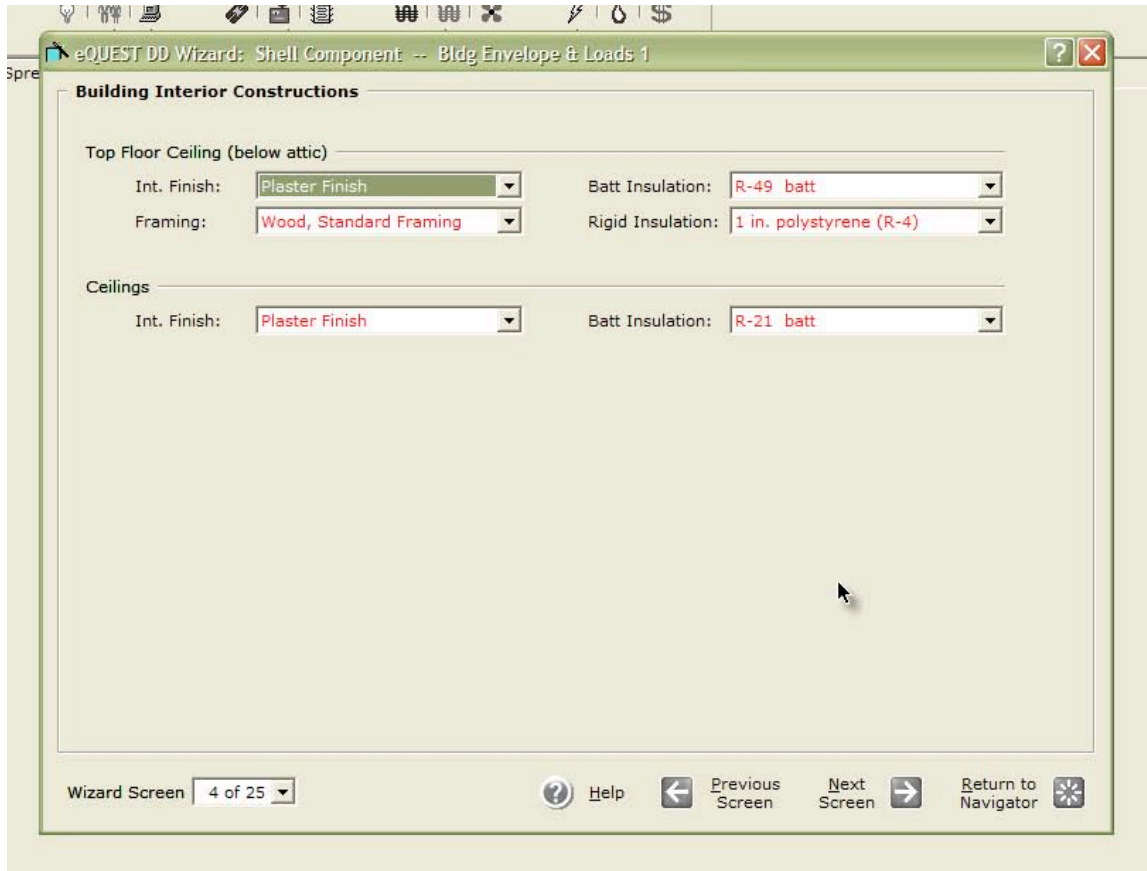 eQUEST DD Wizard: Shell Component -- Bldg Envelope & Loads 1
Spre
Building Interior Constructions
Top Floor Ceiling (below attic)
Int. Finish: Plaster Finish Batt Insulation: R-49 batt
Framing: Wood, Standard Framing Rigid Insulation: 1 in. polystyrene (R-4)
Ceilings
Int. Finish: Plaster Finish Batt Insulation: R-21 batt
Wizard Screen 4 of 25 Help Previous Screen Next Screen Return to Navigator